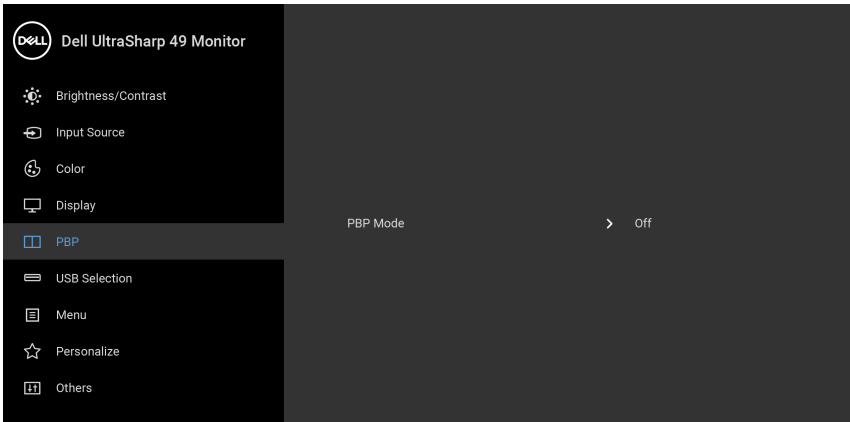 DELL
Dell UltraSharp 49 Monitor
Brightness/Contrast
Input Source
Color
Display
PBP
PBP Mode
Off
USB Selection
Menu
Personalize
Others